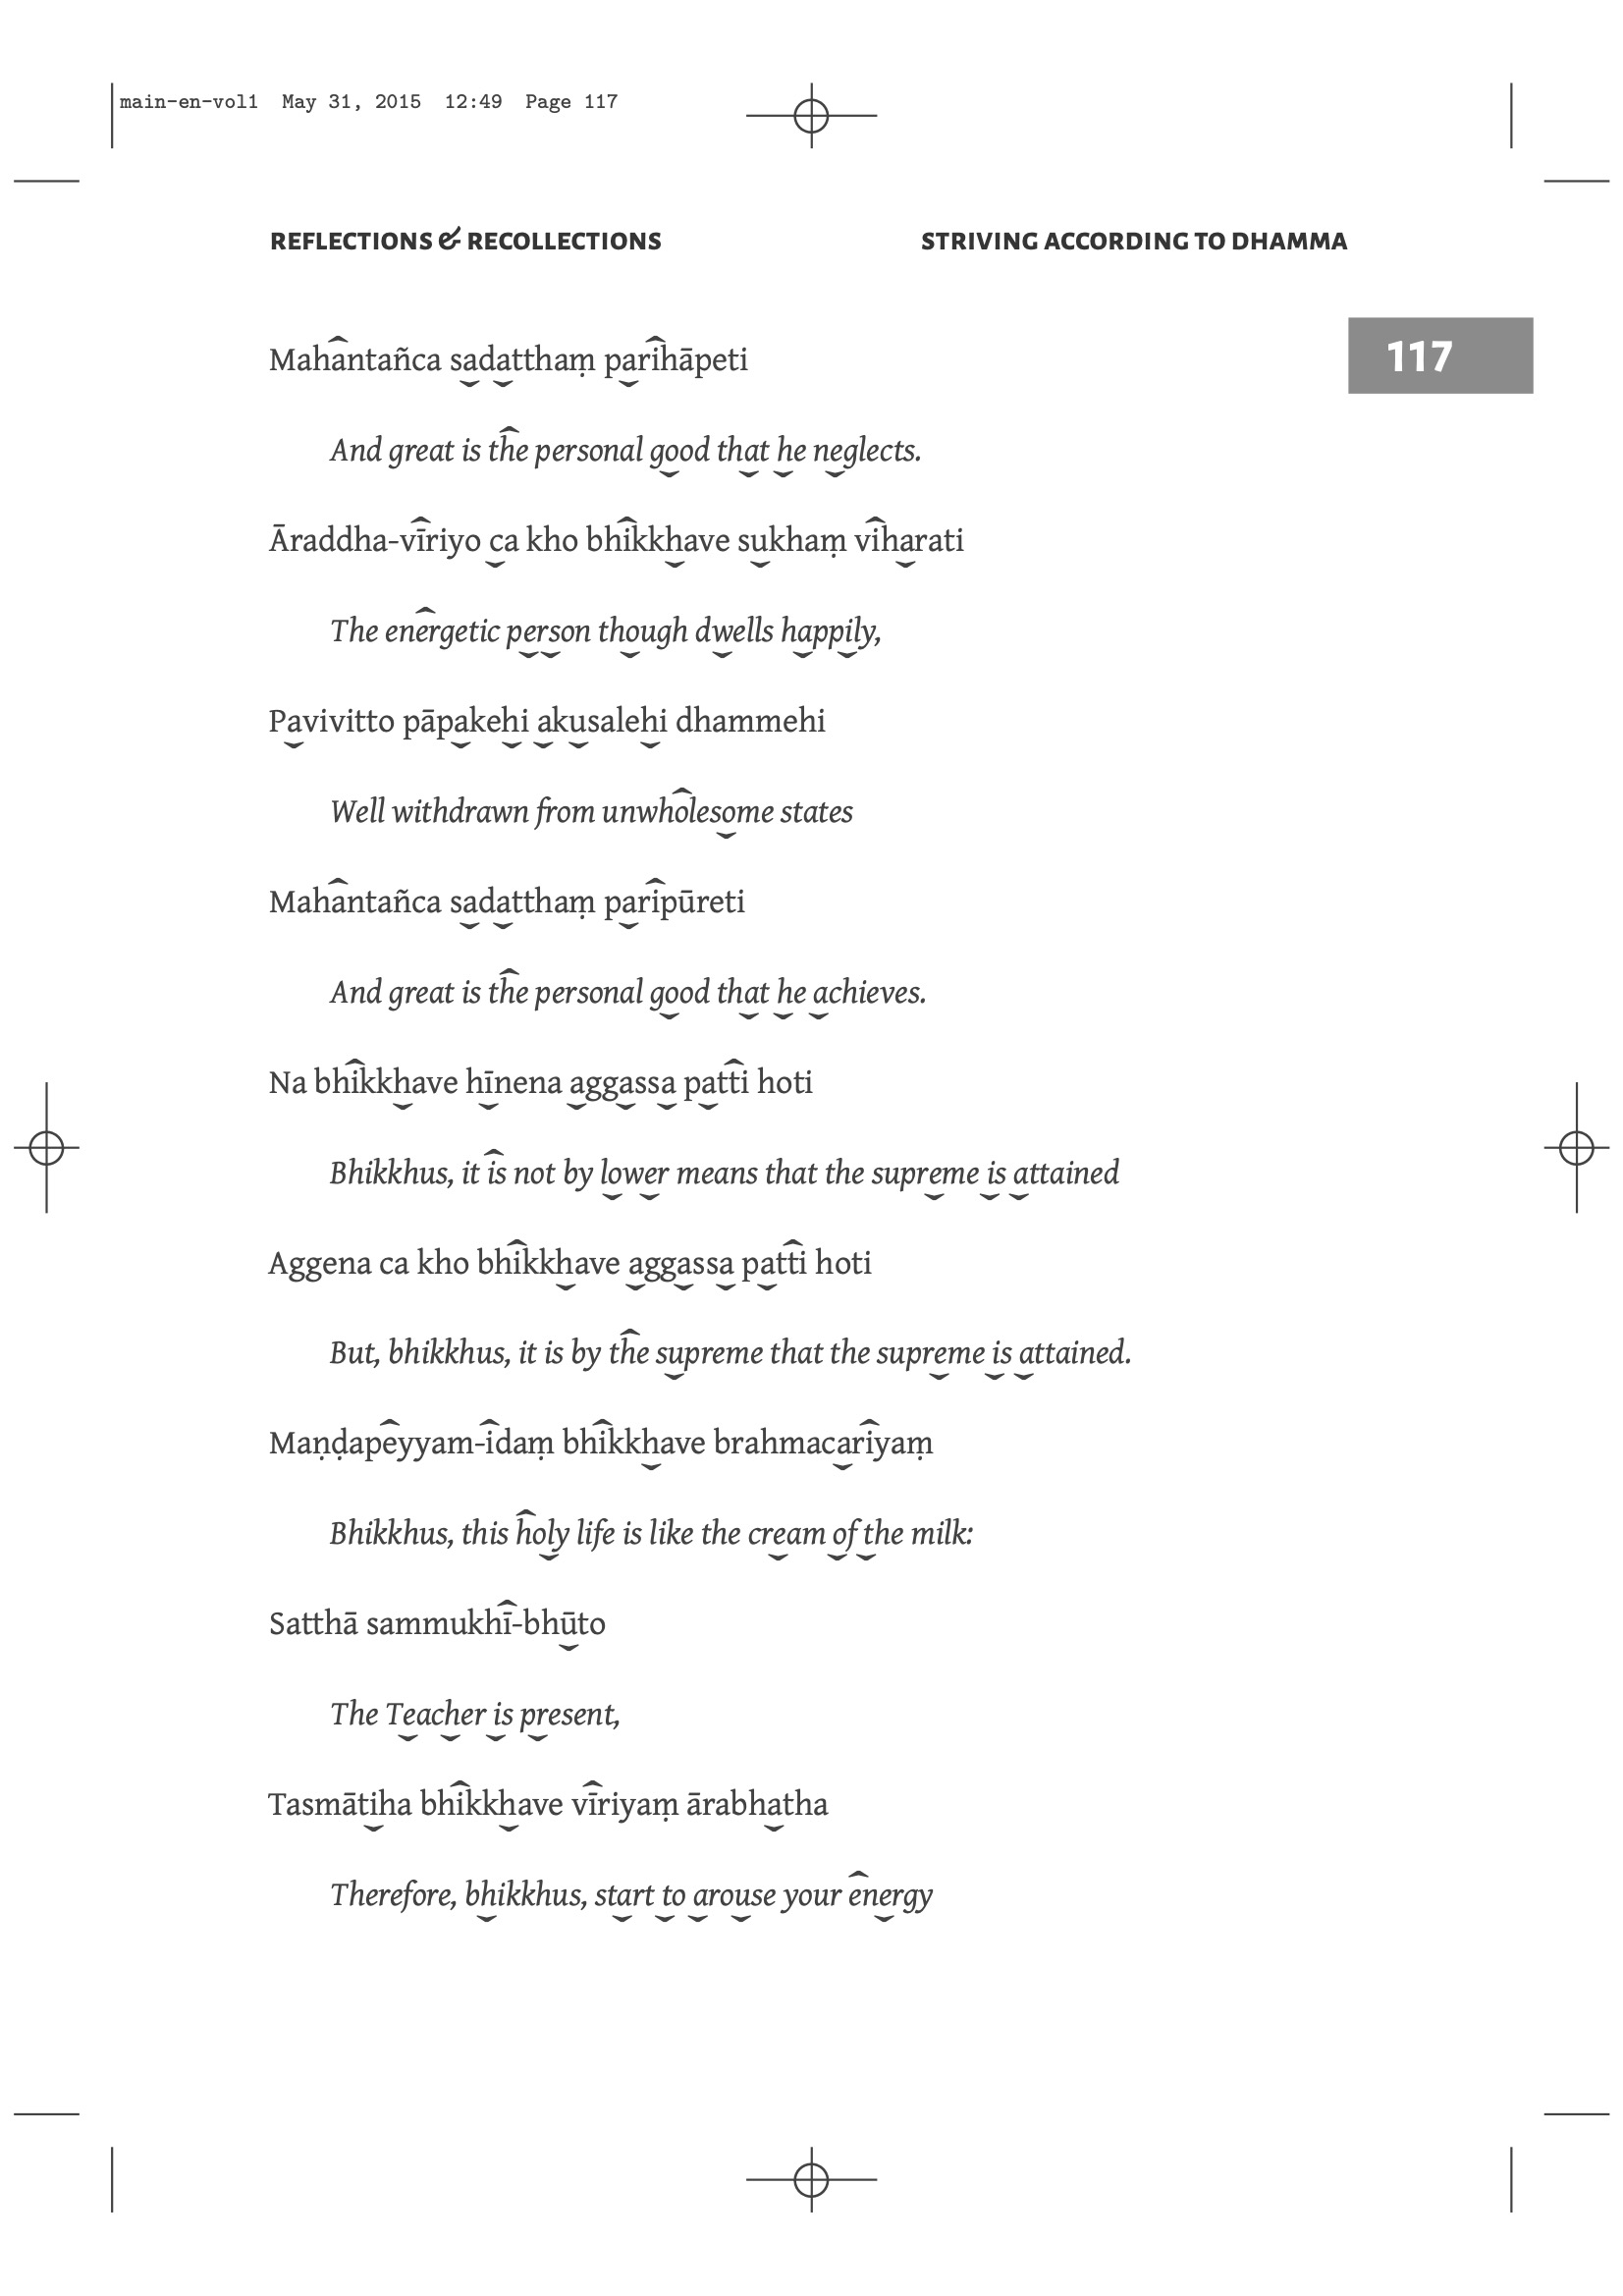 main-en-vol1 May 31, 2015 12:49 Page 117
REFLECTIONS & RECOLLECTIONS STRIVING ACCORDING TO DHAMMA
117
Mahantañca sadatthaṃ parihāpeti
And great is the personal good that he neglects.
Āraddha-vīriyo ca kho bhikkhave sukhaṃ viharati
The energetic person though dwells happily,
Pavivitto pāpakehi akusalehi dhammehi
Well withdrawn from unwholesome states
Mahantañca sadatthaṃ paripūreti
And great is the personal good that he achieves.
Na bhikkhave hīnena aggassa patti hoti
Bhikkhus, it is not by lower means that the supreme is attained
Aggena ca kho bhikkhave aggassa patti hoti
But, bhikkhus, it is by the supreme that the supreme is attained.
Maṇḍapeyyam-idaṃ bhikkhave brahmacariyaṃ
Bhikkhus, this holy life is like the cream of the milk:
Satthā sammukhī-bhūto
The Teacher is present,
Tasmātiha bhikkhave vīriyaṃ ārabhatha
Therefore, bhikkhus, start to arouse your energy